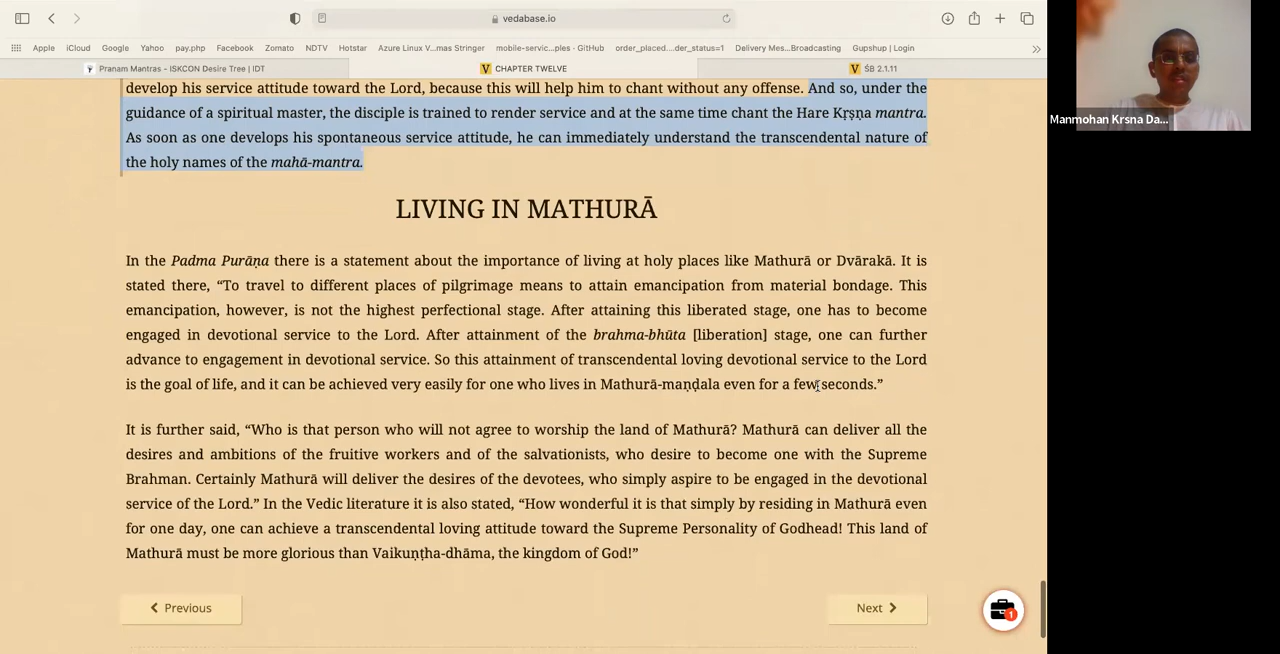 vedabase.io
Apple iCloud Google Yahoo pay.php Facebook Zomato NDTV Hotstar Azure Linux V...mas Stringer mobile-servic...ples · GitHub order_placed....der_status=1 Delivery Mes...Broadcasting Gupshup | Login
Pranam Mantras - ISKCON Desire Tree | IDT
CHAPTER TWELVE
ŚB 2.1.11
develop his service attitude toward the Lord, because this will help him to chant without any offense. And so, under the
guidance of a spiritual master, the disciple is trained to render service and at the same time chant the Hare Kṛṣṇa mantra.
As soon as one develops his spontaneous service attitude, he can immediately understand the transcendental nature of
the holy names of the mahā-mantra.
LIVING IN MATHURĀ
In the Padma Purāṇa there is a statement about the importance of living at holy places like Mathurā or Dvārakā. It is
stated there, “To travel to different places of pilgrimage means to attain emancipation from material bondage. This
emancipation, however, is not the highest perfectional stage. After attaining this liberated stage, one has to become
engaged in devotional service to the Lord. After attainment of the brahma-bhūta [liberation] stage, one can further
advance to engagement in devotional service. So this attainment of transcendental loving devotional service to the Lord
is the goal of life, and it can be achieved very easily for one who lives in Mathurā-maṇḍala even for a few seconds.”
It is further said, “Who is that person who will not agree to worship the land of Mathurā? Mathurā can deliver all the
desires and ambitions of the fruitive workers and of the salvationists, who desire to become one with the Supreme
Brahman. Certainly Mathurā will deliver the desires of the devotees, who simply aspire to be engaged in the devotional
service of the Lord.” In the Vedic literature it is also stated, “How wonderful it is that simply by residing in Mathurā even
for one day, one can achieve a transcendental loving attitude toward the Supreme Personality of Godhead! This land of
Mathurā must be more glorious than Vaikuṇṭha-dhāma, the kingdom of God!”
Previous
Next
1
Manmohan Krsna Da...